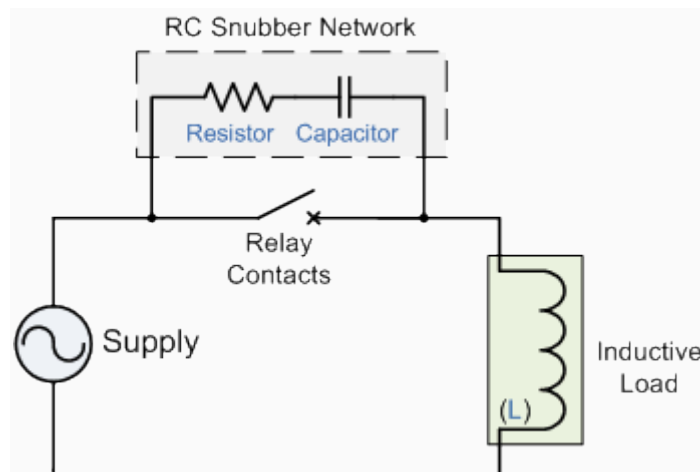 RC Snubber Network
Resistor
Capacitor
Relay
Contacts
Supply
Inductive
Load
(L)